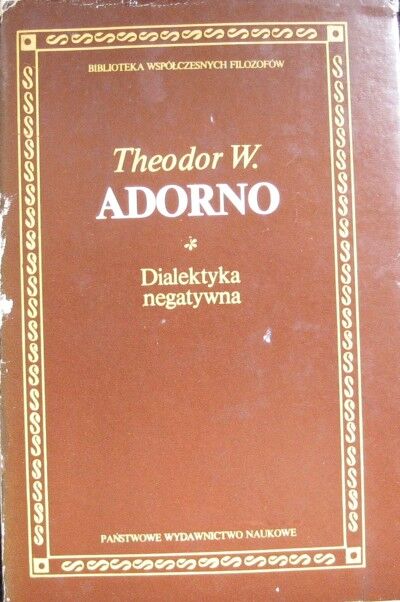 BIBLIOTEKA WSPÓŁCZESNYCH FILOZOFÓW
Theodor W.
ADORNO
Dialektyka
negatywna
PAŃSTWOWE WYDAWNICTWO NAUKOWE